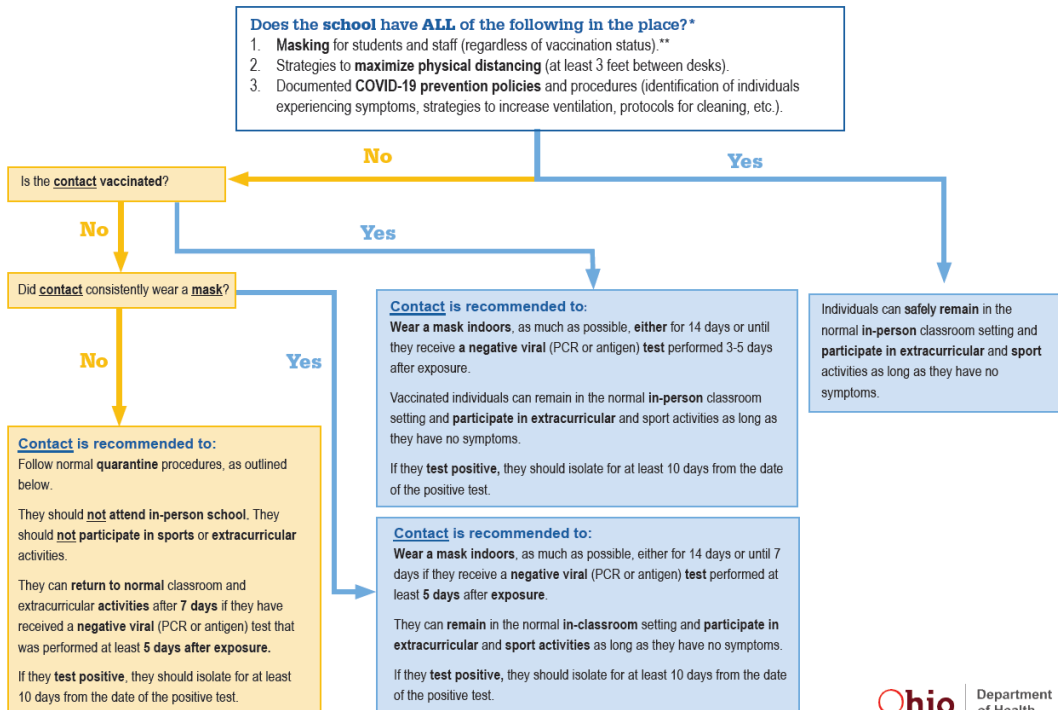 Does the school have ALL of the following in the place?*
1. Masking for students and staff (regardless of vaccination status).**
2. Strategies to maximize physical distancing (at least 3 feet between desks).
3. Documented COVID-19 prevention policies and procedures (identification of individuals
experiencing symptoms, strategies to increase ventilation, protocols for cleaning, etc.).
No
Yes
Is the contact vaccinated?
No
Yes
Did contact consistently wear a mask?
No
Yes
Contact is recommended to:
Wear a mask indoors, as much as possible, either for 14 days or until
they receive a negative viral (PCR or antigen) test performed 3-5 days
after exposure.
Vaccinated individuals can remain in the normal in-person classroom
setting and participate in extracurricular and sport activities as long as
they have no symptoms.
If they test positive, they should isolate for at least 10 days from the date
of the positive test.
Individuals can safely remain in the
normal in-person classroom setting and
participate in extracurricular and sport
activities as long as they have no
symptoms.
Contact is recommended to:
Follow normal quarantine procedures, as outlined
below.
They should not attend in-person school. They
should not participate in sports or extracurricular
activities.
They can return to normal classroom and
extracurricular activities after 7 days if they have
received a negative viral (PCR or antigen) test that
was performed at least 5 days after exposure.
If they test positive, they should isolate for at least
10 days from the date of the positive test.
Contact is recommended to:
Wear a mask indoors, as much as possible, either for 14 days or until 7
days if they receive a negative viral (PCR or antigen) test performed at
least 5 days after exposure.
They can remain in the normal in-classroom setting and participate in
extracurricular and sport activities as long as they have no symptoms.
If they test positive, they should isolate for at least 10 days from the date
of the positive test.
Ohio
Department
of Health